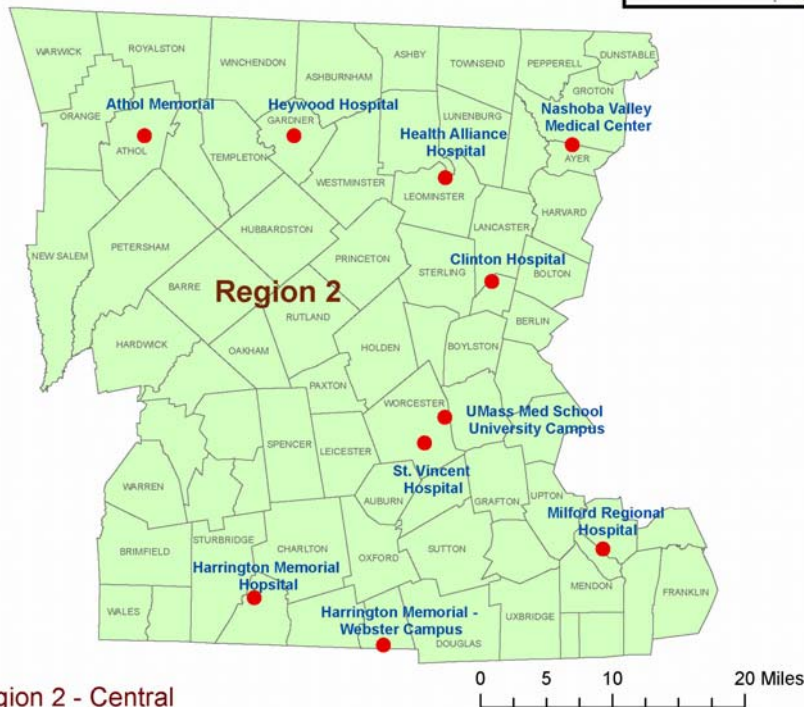 WARWICK
ROYALSTON
WINCHENDON
ASHBURNHAM
ASHBY
TOWNSEND
PEPPERELL
DUNSTABLE
GROTON
ORANGE
Athol Memorial
ATHOL
TEMPLETON
Heywood Hospital
GARDNER
WESTMINSTER
LUNENBURG
Health Alliance
Hospital
LEOMINSTER
Nashoba Valley
Medical Center
AYER
HARVARD
LANCASTER
NEW SALEM
PETERSHAM
HUBBARDSTON
PRINCETON
STERLING
Clinton Hospital
BOLTON
BARRE
Region 2
RUTLAND
BERLIN
HARDWICK
OAKHAM
HOLDEN
BOYLSTON
PAXTON
WORCESTER
UMass Med School
University Campus
SPENCER
LEICESTER
St. Vincent
Hospital
WARREN
AUBURN
GRAFTON
UPTON
Milford Regional
Hospital
BRIMFIELD
STURBRIDGE
CHARLTON
OXFORD
SUTTON
Harrington Memorial
Hopsital
MENDON
FRANKLIN
WALES
Harrington Memorial -
Webster Campus
DOUGLAS
UXBRIDGE
0 5 10 20 Miles
gion 2 - Central